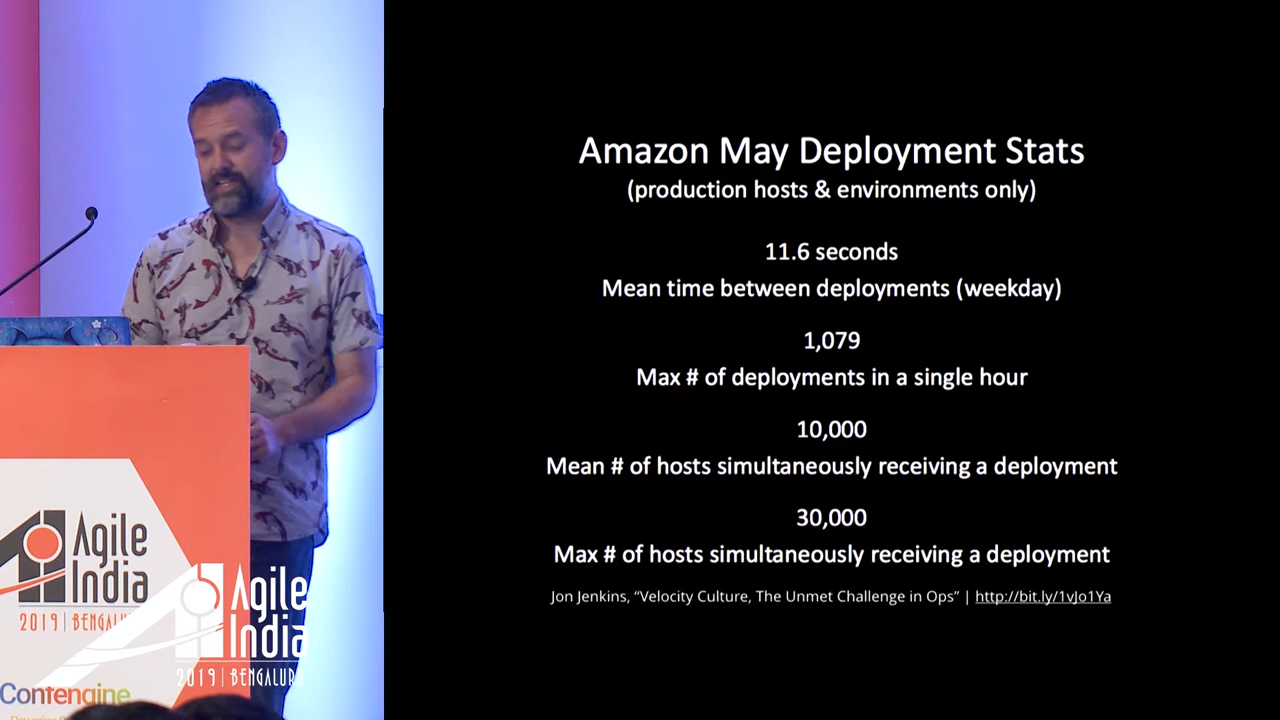 Amazon May Deployment Stats
(production hosts & environments only)
11.6 seconds
Mean time between deployments (weekday)
1,079
Max # of deployments in a single hour
10,000
Mean # of hosts simultaneously receiving a deployment
30,000
Max # of hosts simultaneously receiving a deployment
Jon Jenkins, “Velocity Culture, The Unmet Challenge in Ops” | http://bit.ly/1vJo1Ya
Agile
India
2019 | BENGALU
Agile
India
2019 | BENGALURU
Contengine